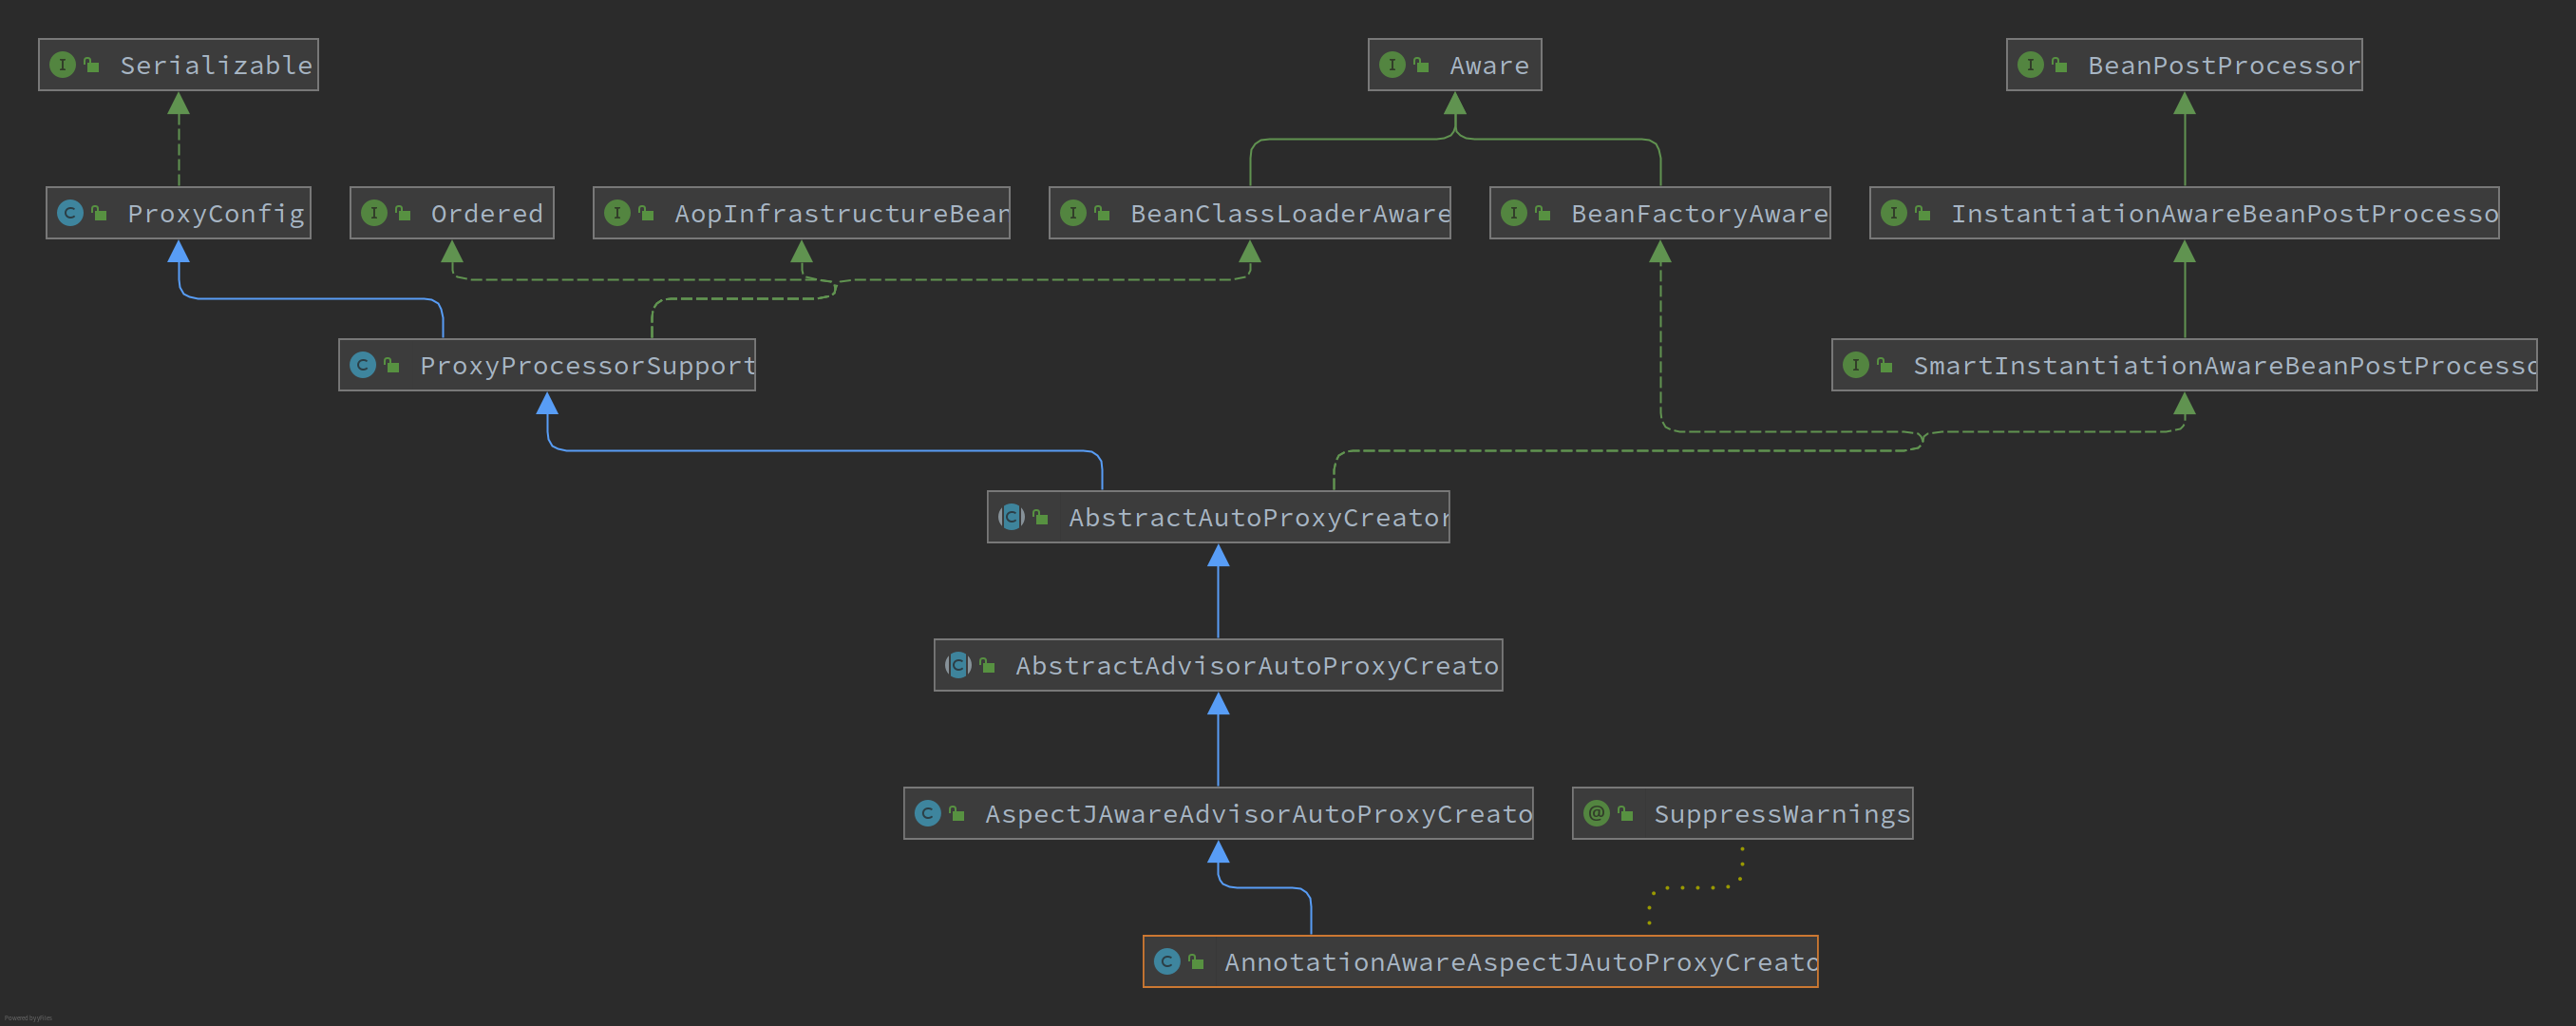 Serializable
Aware
BeanPostProcessor
ProxyConfig
Ordered
AopInfrastructureBean
BeanClassLoaderAware
BeanFactoryAware
InstantiationAwareBeanPostProcesso
ProxyProcessorSupport
SmartInstantiationAwareBeanPostProcesso
AbstractAutoProxyCreator
AbstractAdvisorAutoProxyCreato
AspectJAwareAdvisorAutoProxyCreato
SuppressWarnings
AnnotationAwareAspectJAutoProxyCreato
Powered by yFiles